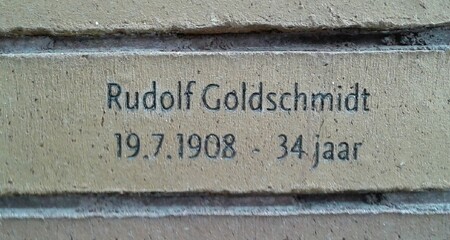 Rudolf Goldschmidt
19.7.1908 - 34 jaar